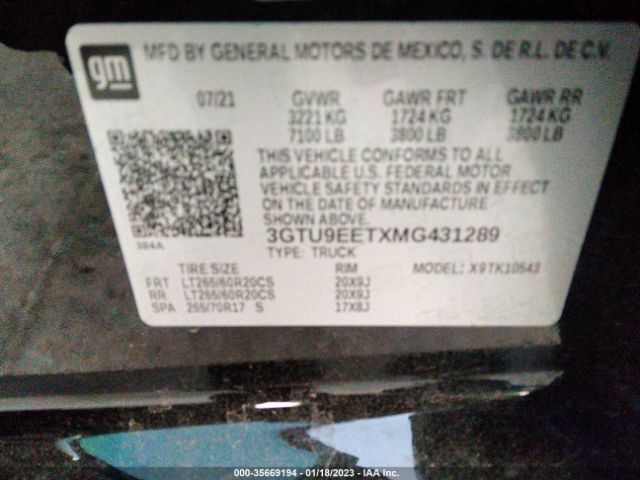 gm
MFD BY GENERAL MOTORS DE MEXICO, S. DE R.L. DE C.V.
07/21 GVWR GAWR FRT GAWR RR
3221 KG 1724 KG 1724 KG
7100 LB 3800 LB 3800 LB
THIS VEHICLE CONFORMS TO ALL
APPLICABLE U.S. FEDERAL MOTOR
VEHICLE SAFETY STANDARDS IN EFFECT
ON THE DATE OF MANUFACTURE
SHOWN ABOVE.
384A
3GTU9EETXMG431289
TYPE: TRUCK MODEL: X9TK10543
TIRE SIZE RIM
FRT LT265/60R20CS 20X9J
RR LT265/60R20CS 20X9J
SPA 265/70R17 S 17X8J
000-35669194 - 01/18/2023 - IAA Inc.